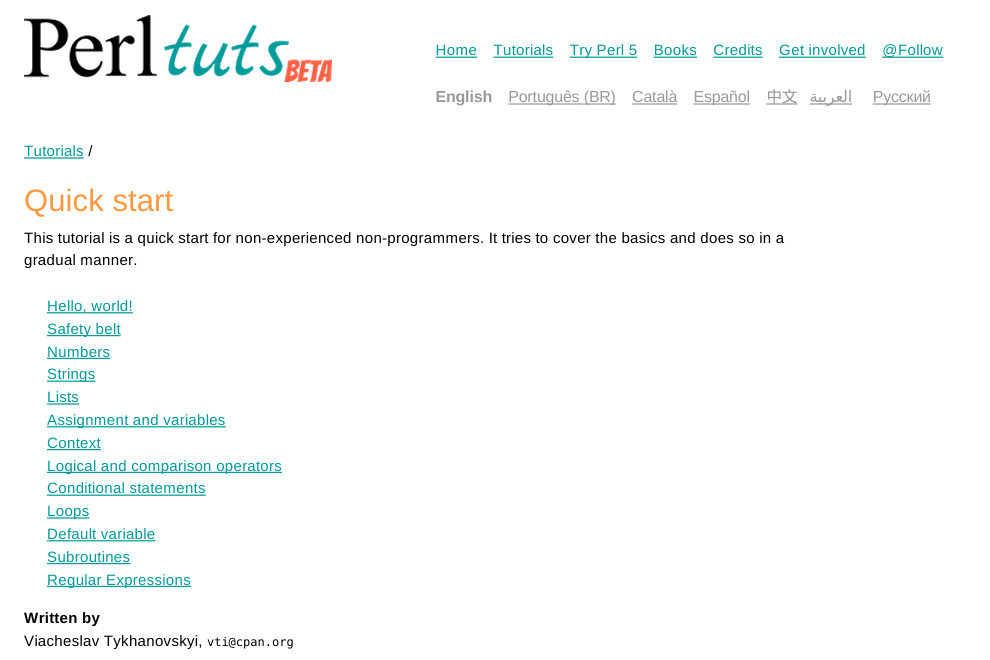 Perl tuts BETA
Home Tutorials Try Perl 5 Books Credits Get involved @Follow
English Português (BR) Català Español 中文 العربية Русский
Tutorials /
Quick start
This tutorial is a quick start for non-experienced non-programmers. It tries to cover the basics and does so in a
gradual manner.
Hello, world!
Safety belt
Numbers
Strings
Lists
Assignment and variables
Context
Logical and comparison operators
Conditional statements
Loops
Default variable
Subroutines
Regular Expressions
Written by
Viacheslav Tykhanovskyi, vti@cpan.org